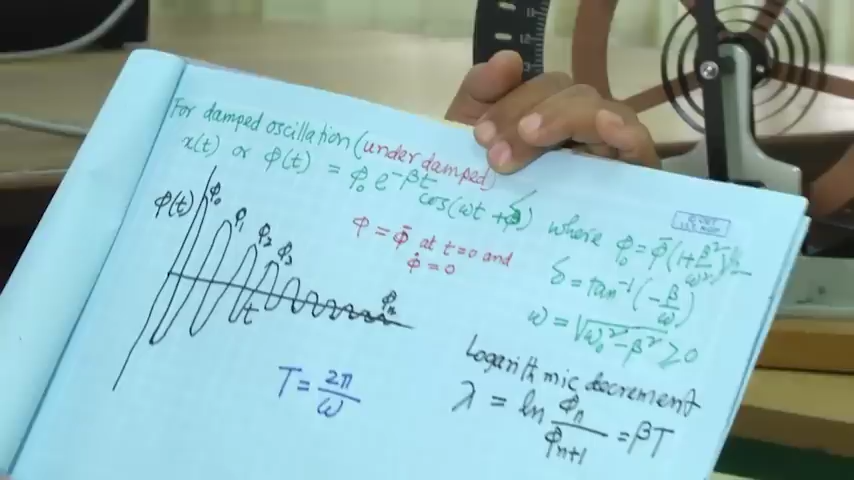 For damped oscillation (under damped)
x(t) or φ(t) = φ₀ e^-βt cos(ωt + δ) where φ₀ = φ̄ (1 + β²/ω²)^½
φ = φ̄ at t=0 and
φ̇ = 0
δ = tan⁻¹(-β/ω)
ω = √(ω₀² - β²) ≥ 0
φ(t)
φ₀
φ₁
φ₂
φ₃
φₙ
t
T = 2π/ω
Logarithmic decrement
λ = ln φₙ/φₙ₊₁ = βT
12